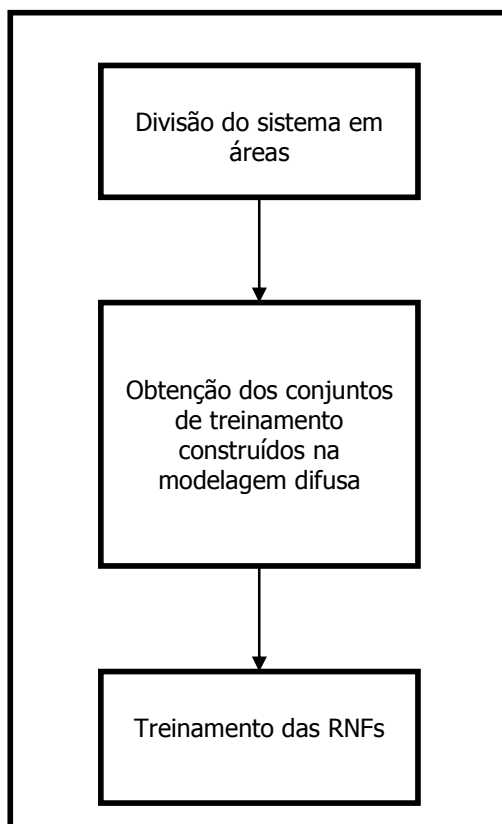 Divisão do sistema em
áreas
Obtenção dos conjuntos
de treinamento
construídos na
modelagem difusa
Treinamento das RNFs